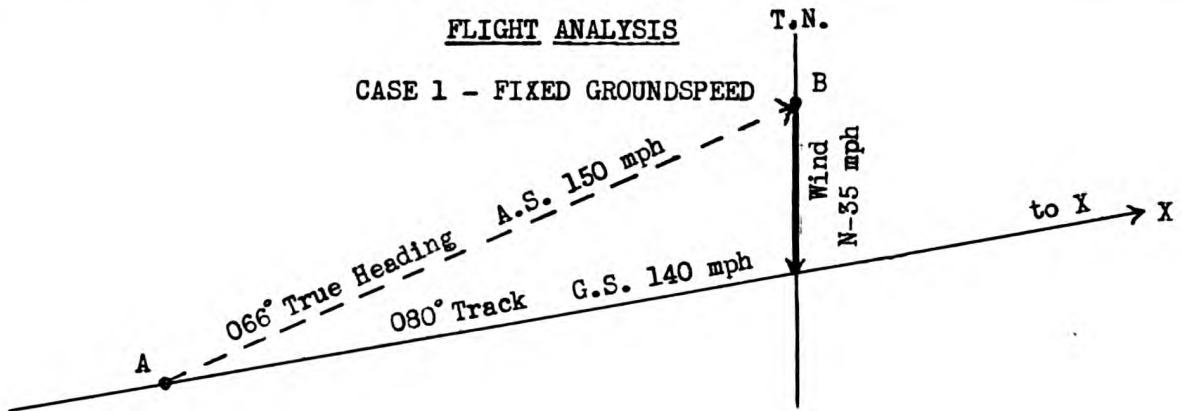 FLIGHT ANALYSIS
T.N.
CASE 1 - FIXED GROUNDSPEED
B
Wind
N-35 mph
066° True Heading A.S. 150 mph
080° Track G.S. 140 mph
to X
X
A